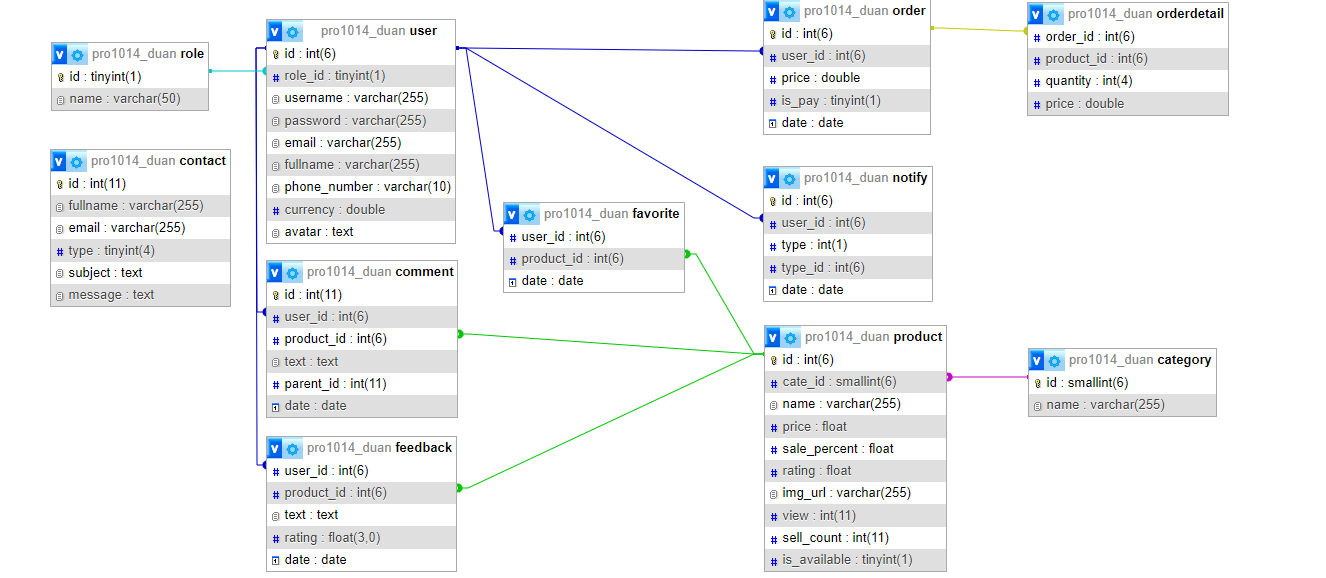 pro1014_duan role
id : tinyint(1)
name : varchar(50)
pro1014_duan contact
id : int(11)
fullname : varchar(255)
email : varchar(255)
type : tinyint(4)
subject : text
message : text
pro1014_duan user
id : int(6)
role_id : tinyint(1)
username : varchar(255)
password : varchar(255)
email : varchar(255)
fullname : varchar(255)
phone_number : varchar(10)
currency : double
avatar : text
pro1014_duan comment
id : int(11)
user_id : int(6)
product_id : int(6)
text : text
parent_id : int(11)
date : date
pro1014_duan feedback
user_id : int(6)
product_id : int(6)
text : text
rating : float(3,0)
date : date
pro1014_duan favorite
user_id : int(6)
product_id : int(6)
date : date
pro1014_duan order
id : int(6)
user_id : int(6)
price : double
is_pay : tinyint(1)
date : date
pro1014_duan notify
id : int(6)
user_id : int(6)
type : int(1)
type_id : int(6)
date : date
pro1014_duan product
id : int(6)
cate_id : smallint(6)
name : varchar(255)
price : float
sale_percent : float
rating : float
img_url : varchar(255)
view : int(11)
sell_count : int(11)
is_available : tinyint(1)
pro1014_duan orderdetail
order_id : int(6)
product_id : int(6)
quantity : int(4)
price : double
pro1014_duan category
id : smallint(6)
name : varchar(255)